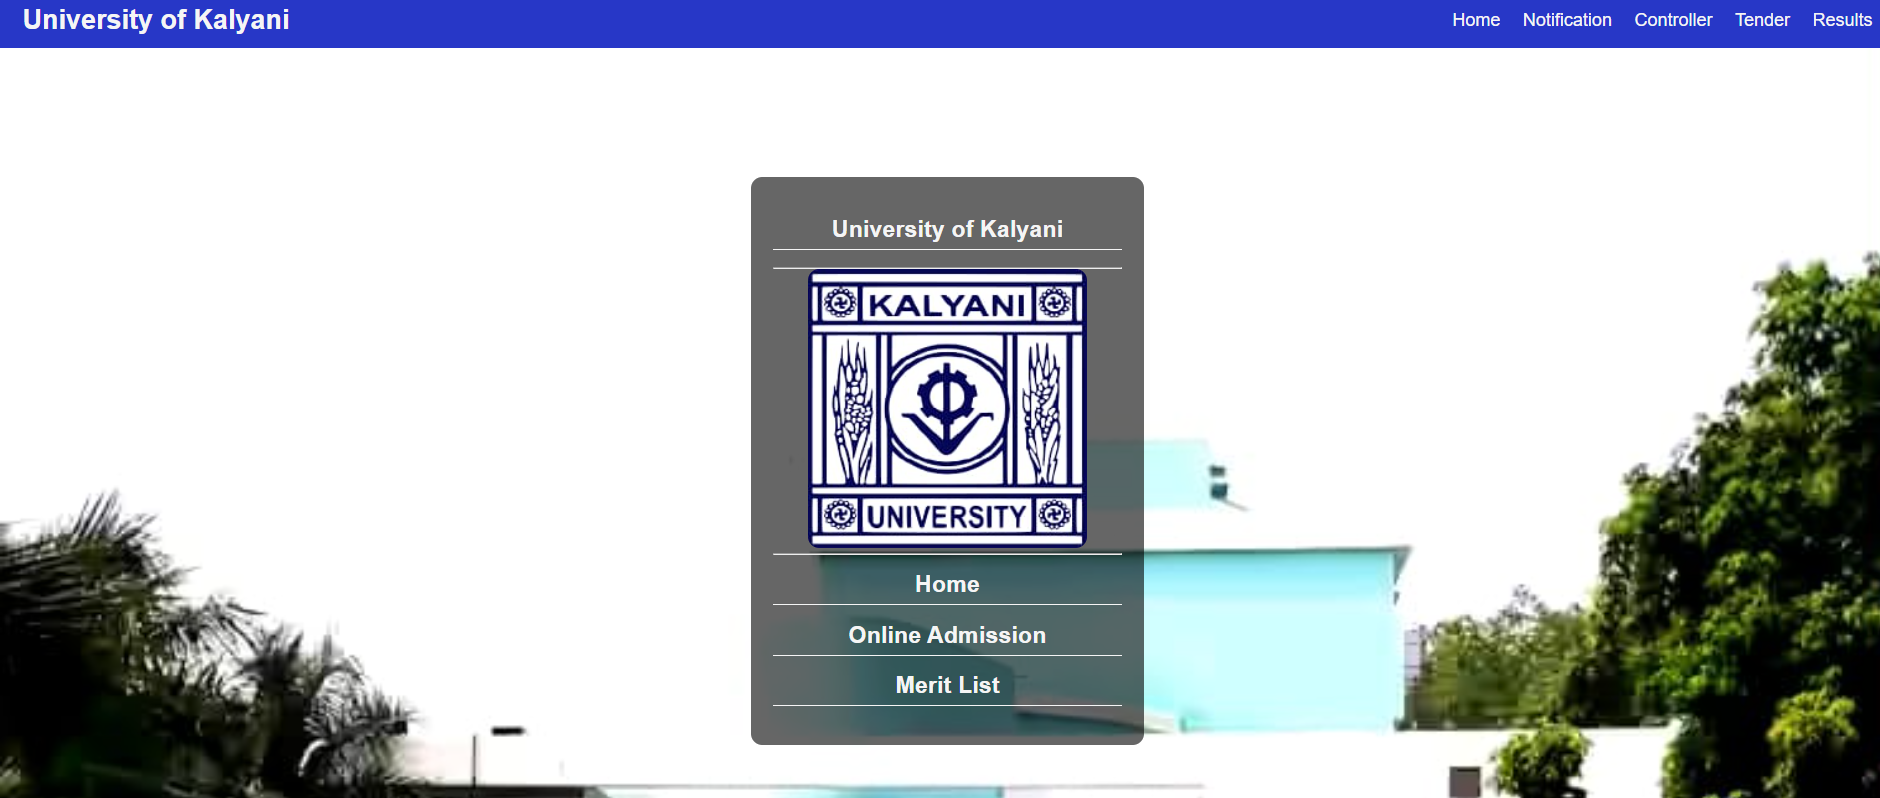 University of Kalyani
Home Notification Controller Tender Results
University of Kalyani
KALYANI
UNIVERSITY
Home
Online Admission
Merit List